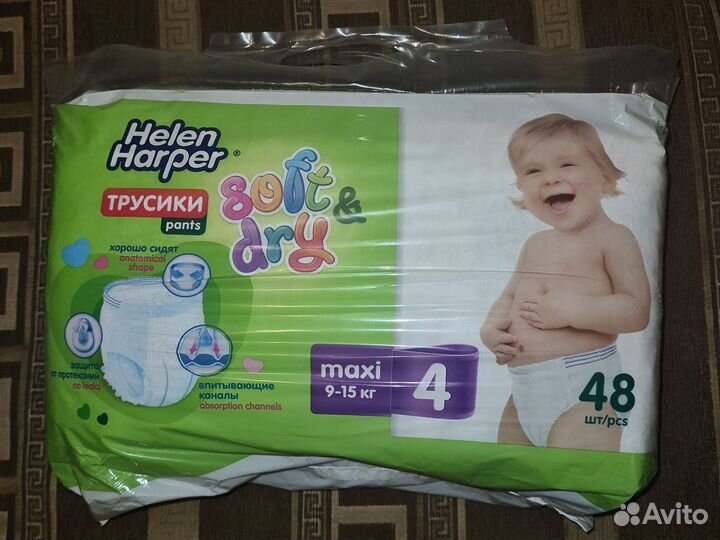 Helen
Harper®
ТРУСИКИ
pants
soft &
dry
хорошо сидят
anatomical
shape
защита
от протеканий
no leaks
впитывающие
каналы
absorption channels
maxi
9-15 кг
4
48
шт/pcs
Avito